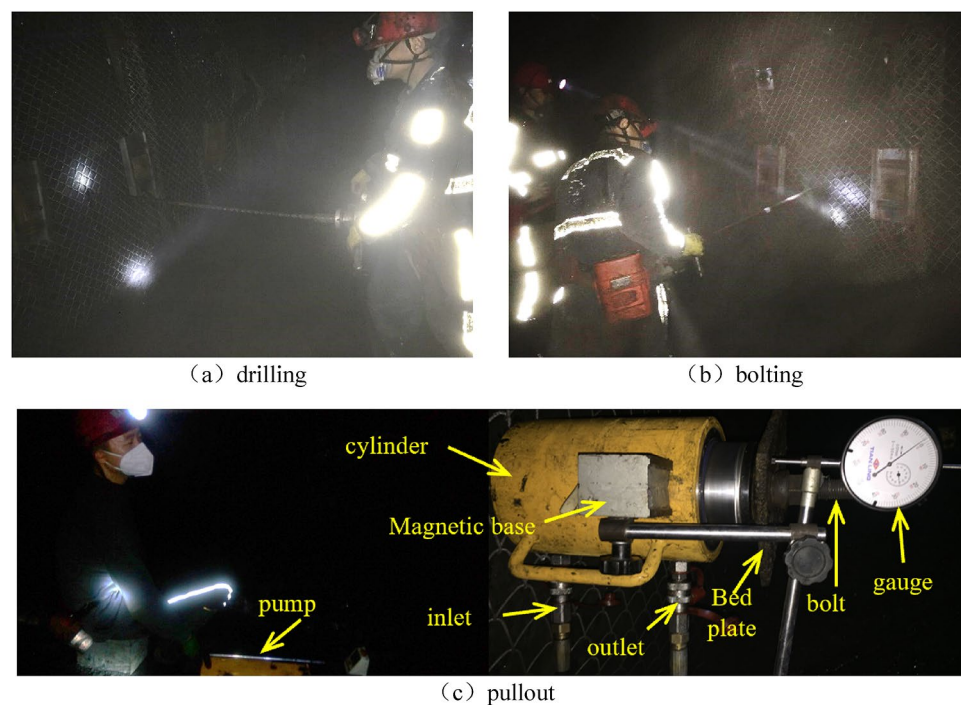 （a）drilling
（b）bolting
cylinder
Magnetic base
pump
inlet
outlet
Bed
plate
bolt
gauge
（c）pullout